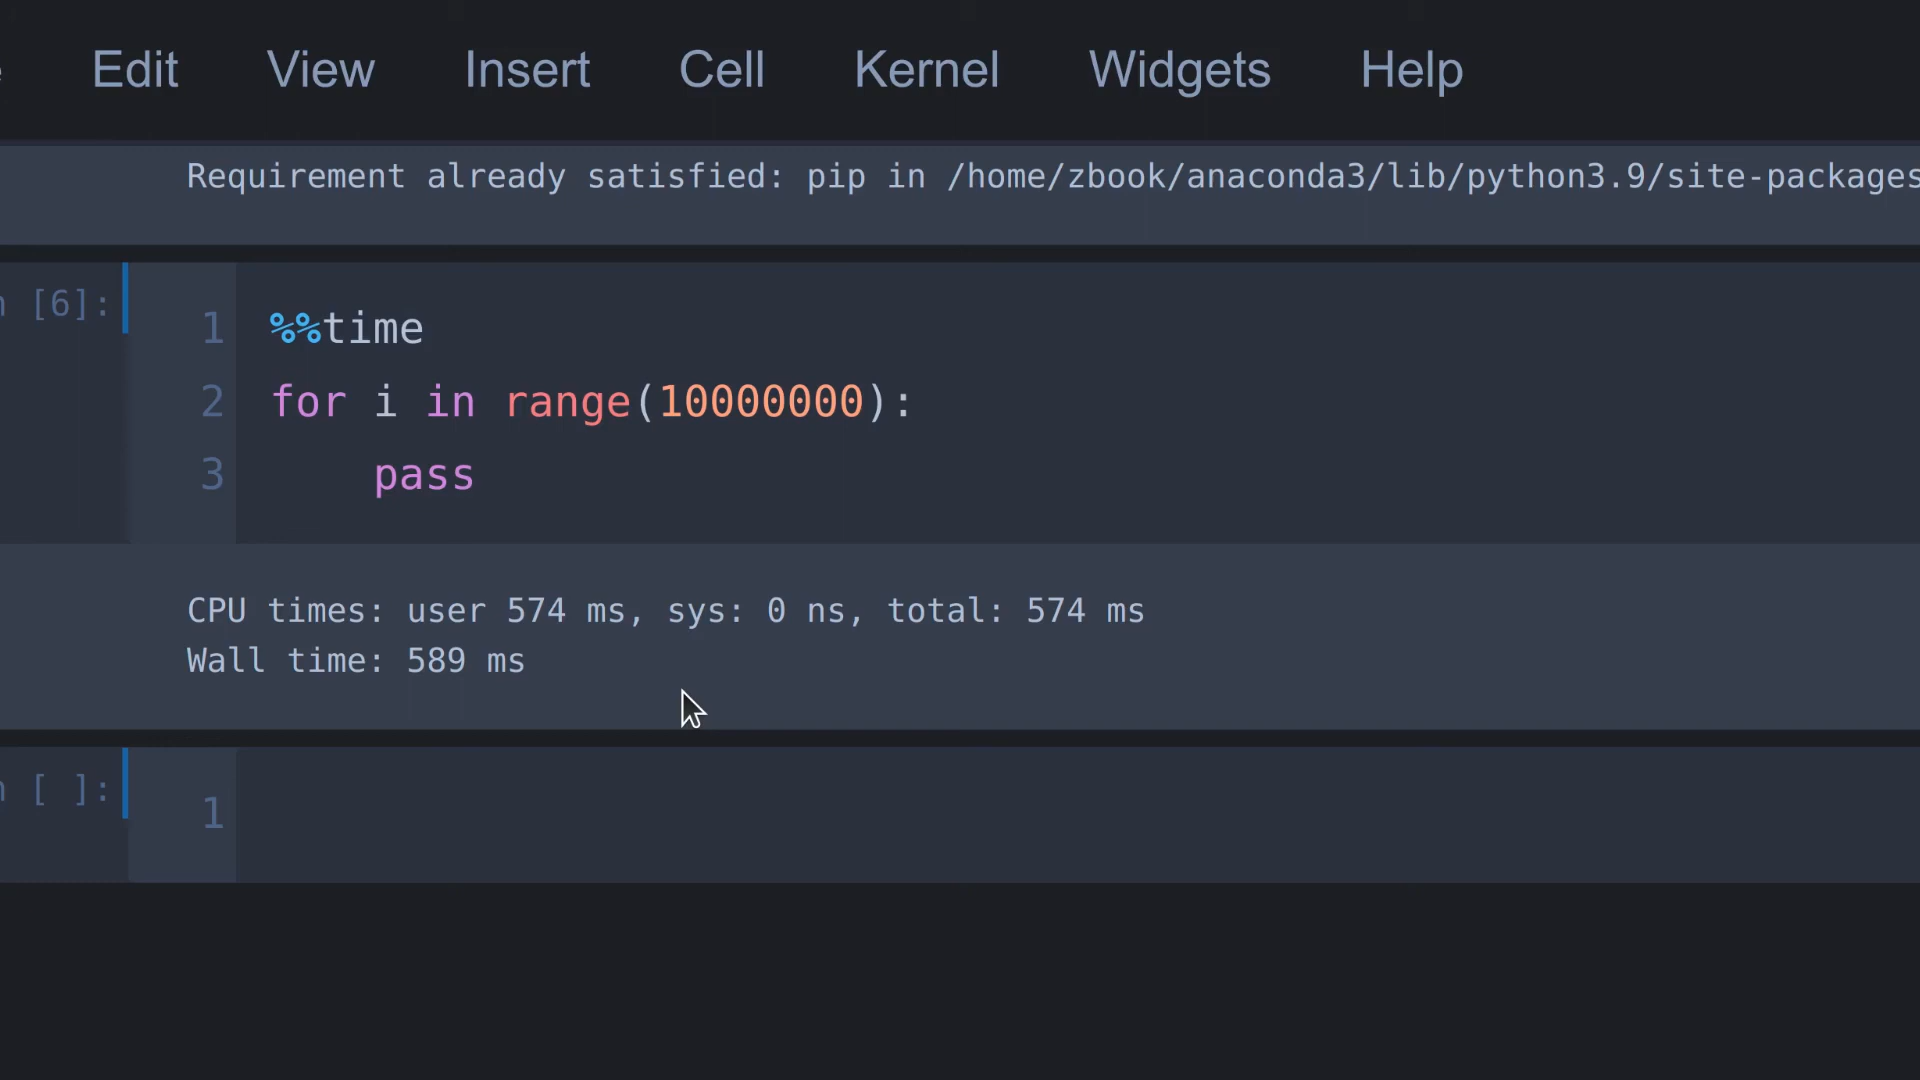 Edit View Insert Cell Kernel Widgets Help
Requirement already satisfied: pip in /home/zbook/anaconda3/lib/python3.9/site-packages
[6]:
1 %%time
2 for i in range(10000000):
3     pass
CPU times: user 574 ms, sys: 0 ns, total: 574 ms
Wall time: 589 ms
[ ]:
1